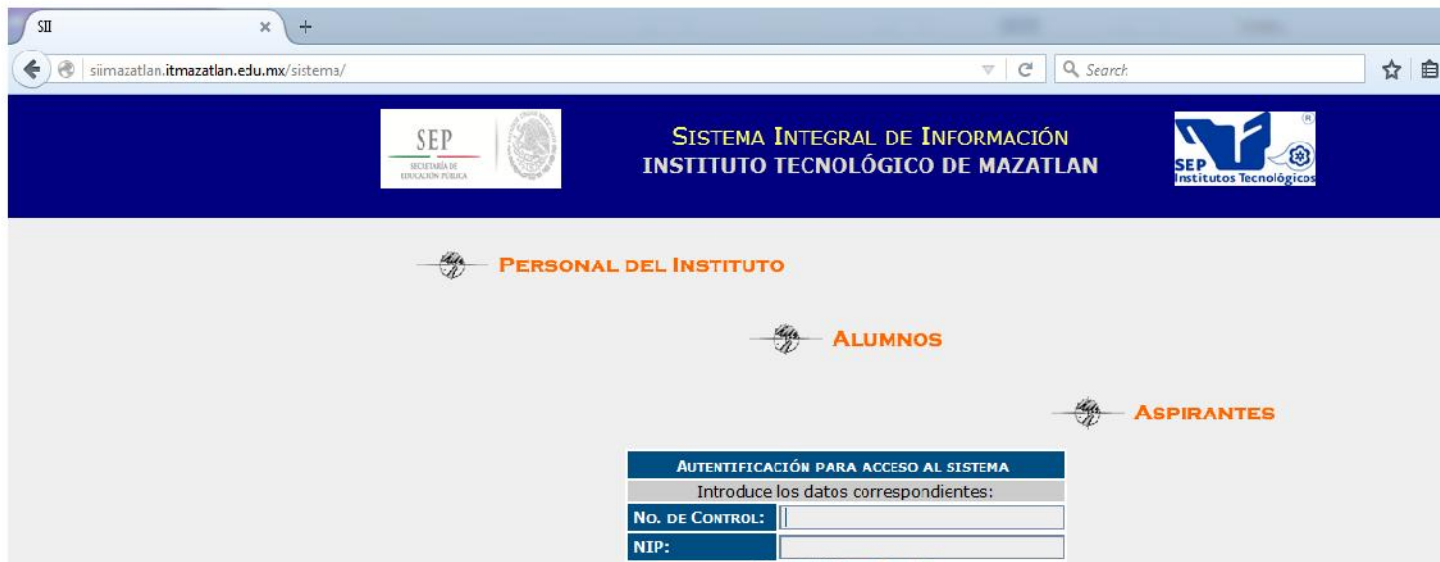 SII
siimazatlan.itmazatlan.edu.mx/sistema/
Search
SEP
SECRETARÍA DE
EDUCACIÓN PÚBLICA
SISTEMA INTEGRAL DE INFORMACIÓN
INSTITUTO TECNOLÓGICO DE MAZATLAN
SEP
Institutos Tecnológicos
®
PERSONAL DEL INSTITUTO
ALUMNOS
ASPIRANTES
AUTENTIFICACIÓN PARA ACCESO AL SISTEMA
Introduce los datos correspondientes:
NO. DE CONTROL:
NIP: